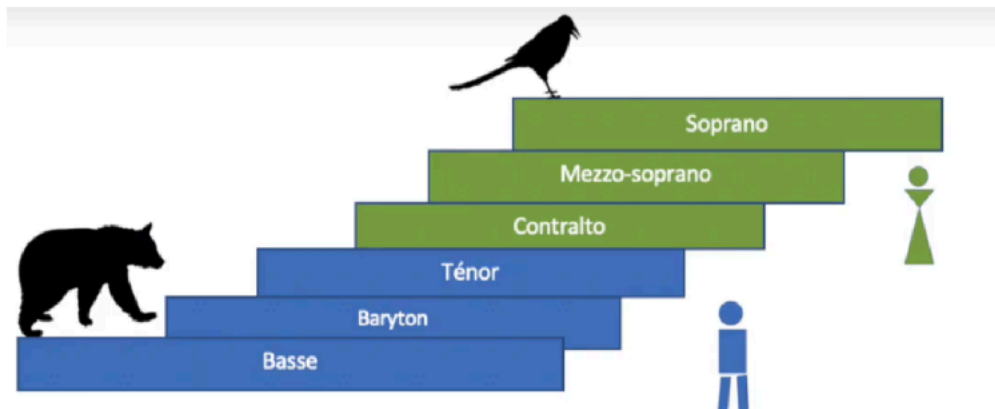 Soprano
Mezzo-soprano
Contralto
Ténor
Baryton
Basse